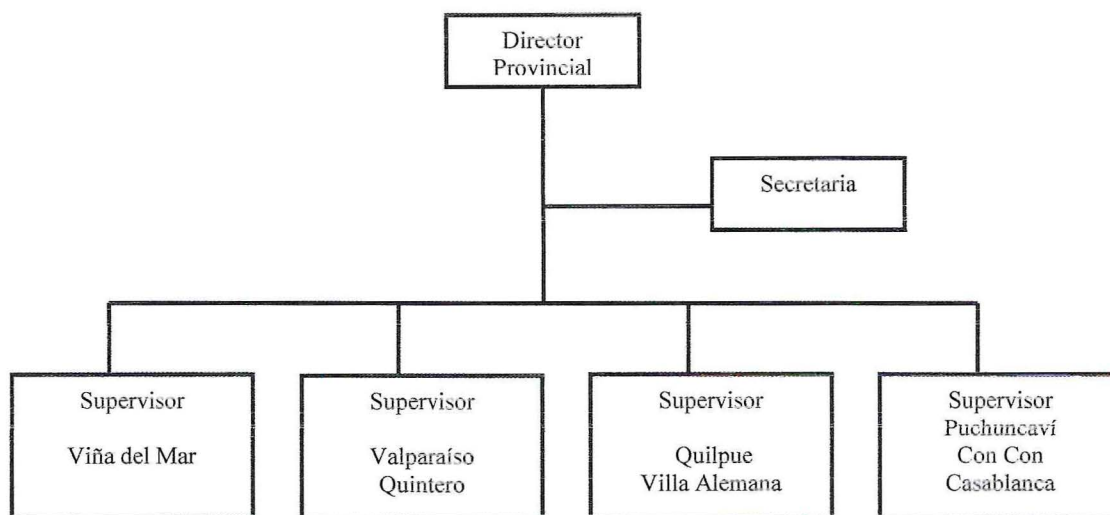 Director
Provincial
Secretaria
Supervisor
Viña del Mar
Supervisor
Valparaíso
Quintero
Supervisor
Quilpue
Villa Alemana
Supervisor
Puchuncaví
Con Con
Casablanca